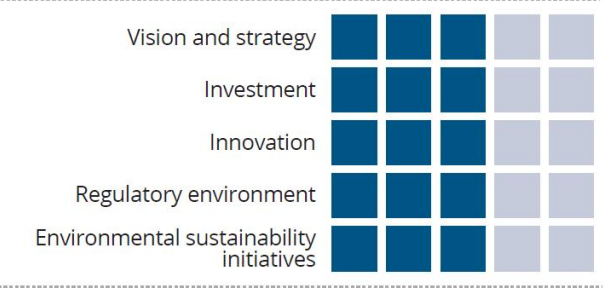 Vision and strategy
Investment
Innovation
Regulatory environment
Environmental sustainability
initiatives